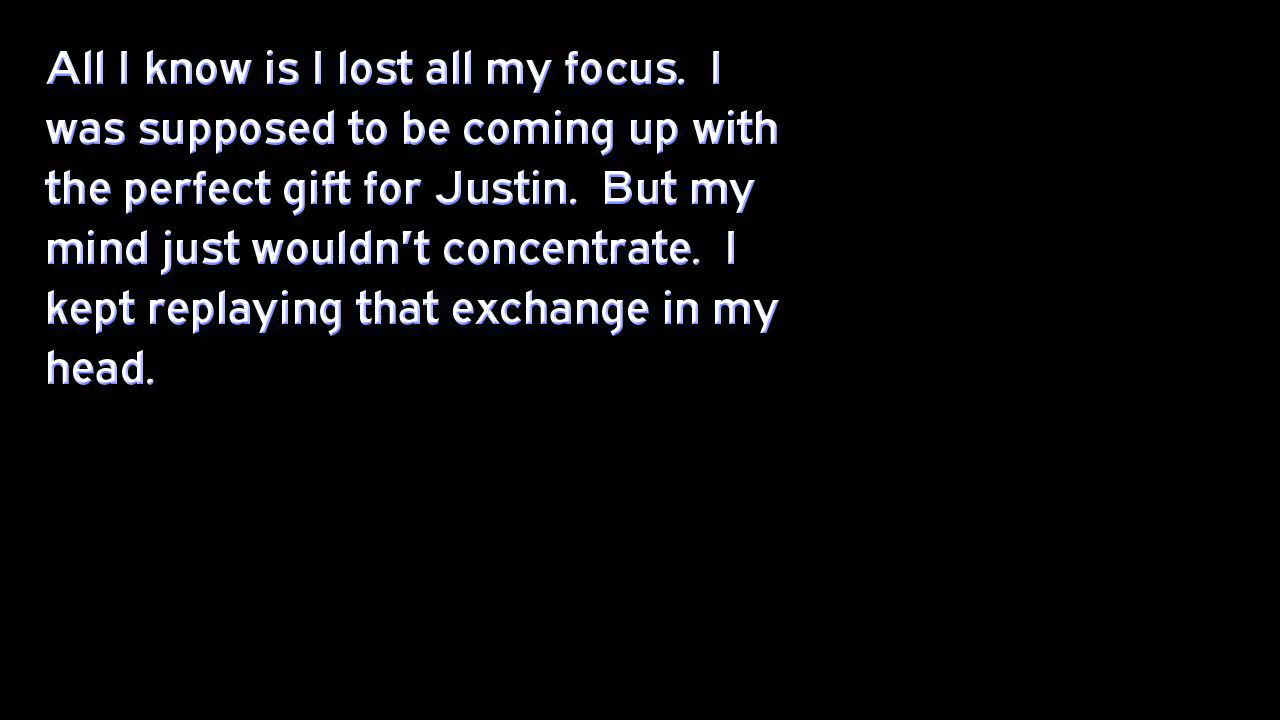 All I know is I lost all my focus.  I
was supposed to be coming up with
the perfect gift for Justin.  But my
mind just wouldn't concentrate.  I
kept replaying that exchange in my
head.